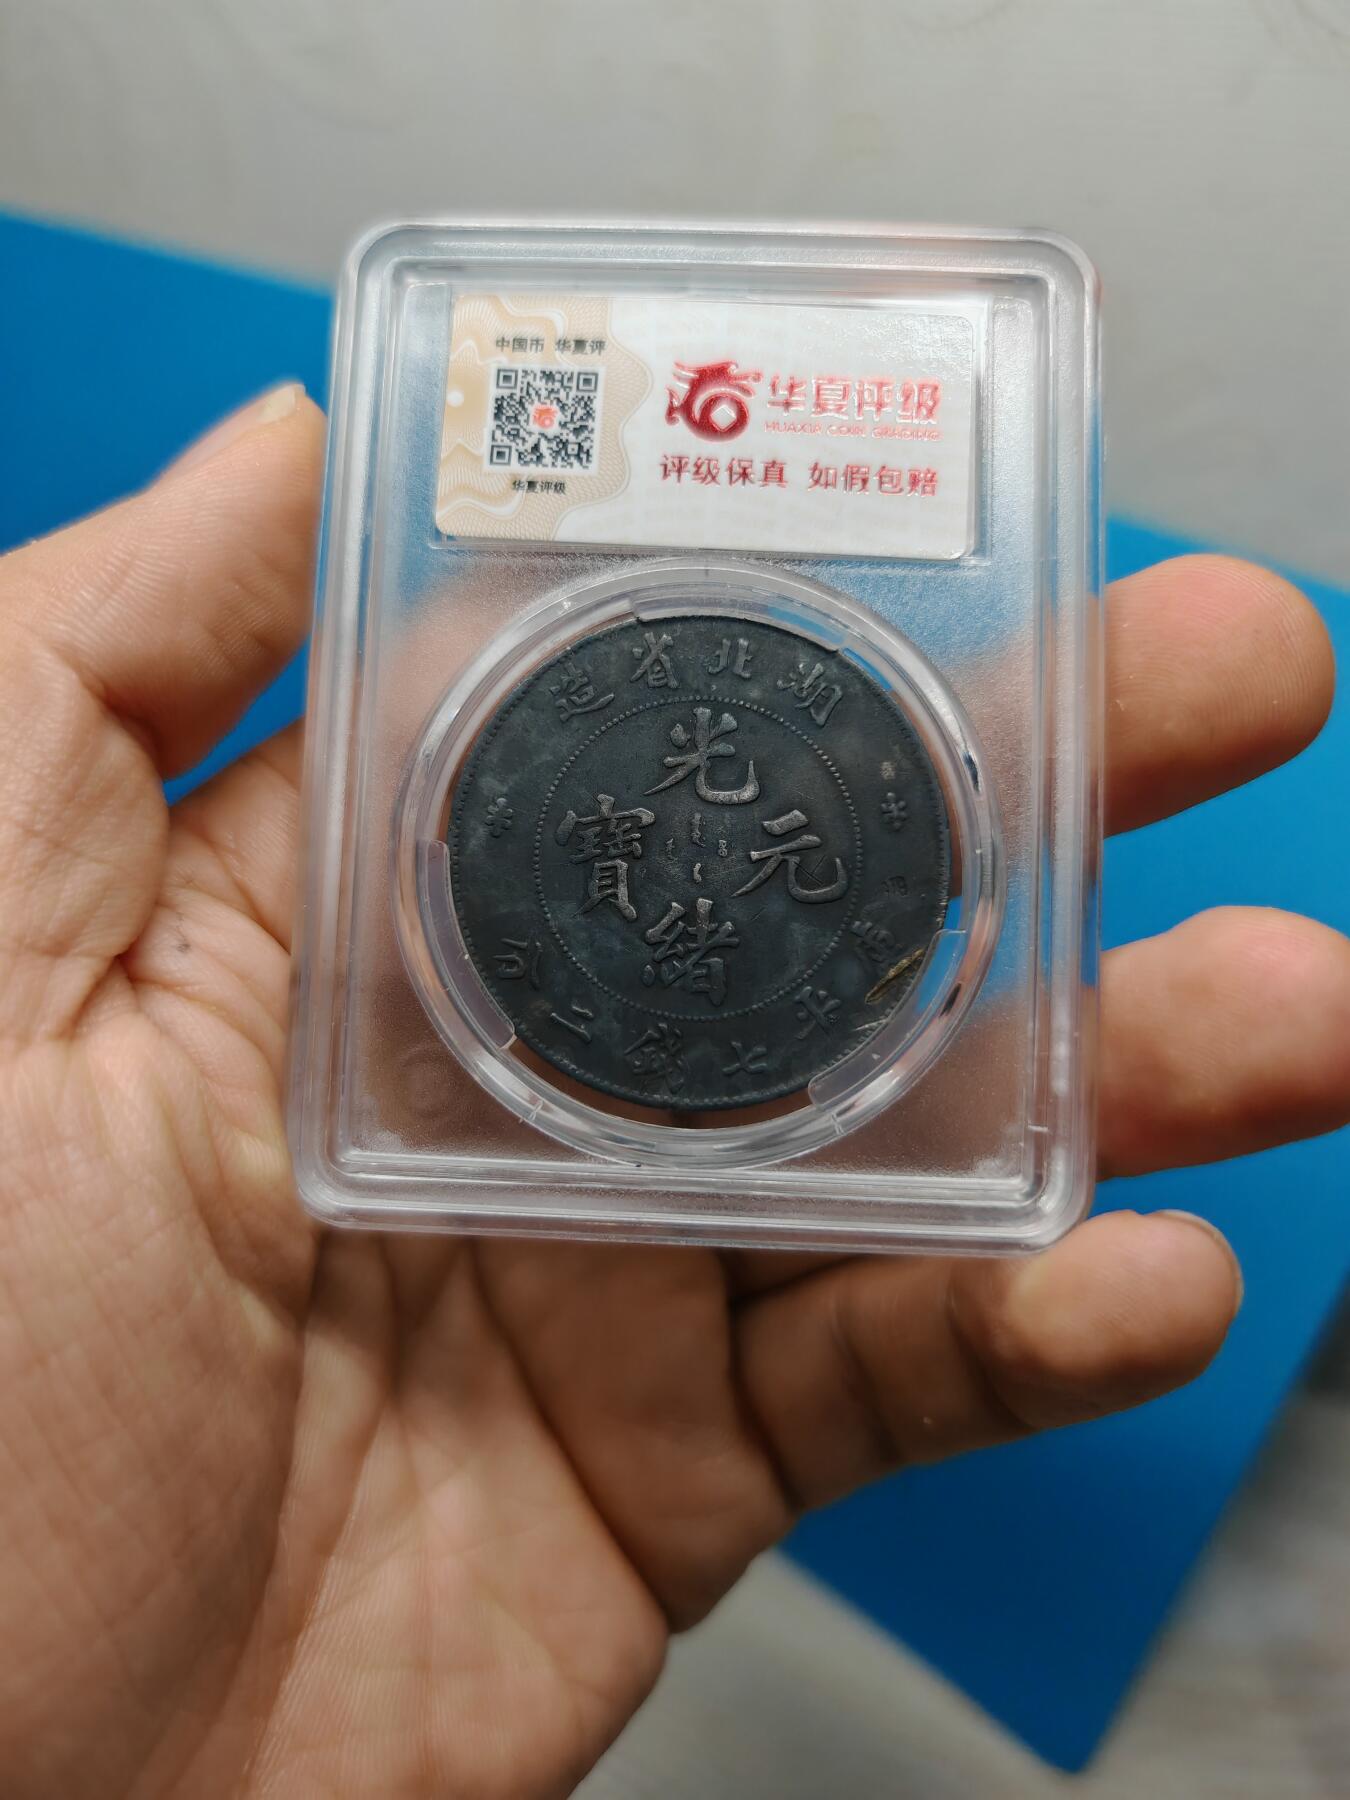 中国币 华夏评
华夏评级
华夏评级
HUAXIA COIN GRADING
评级保真 如假包赔
造省北湖
光
寶 元
緒
分二錢七平庫